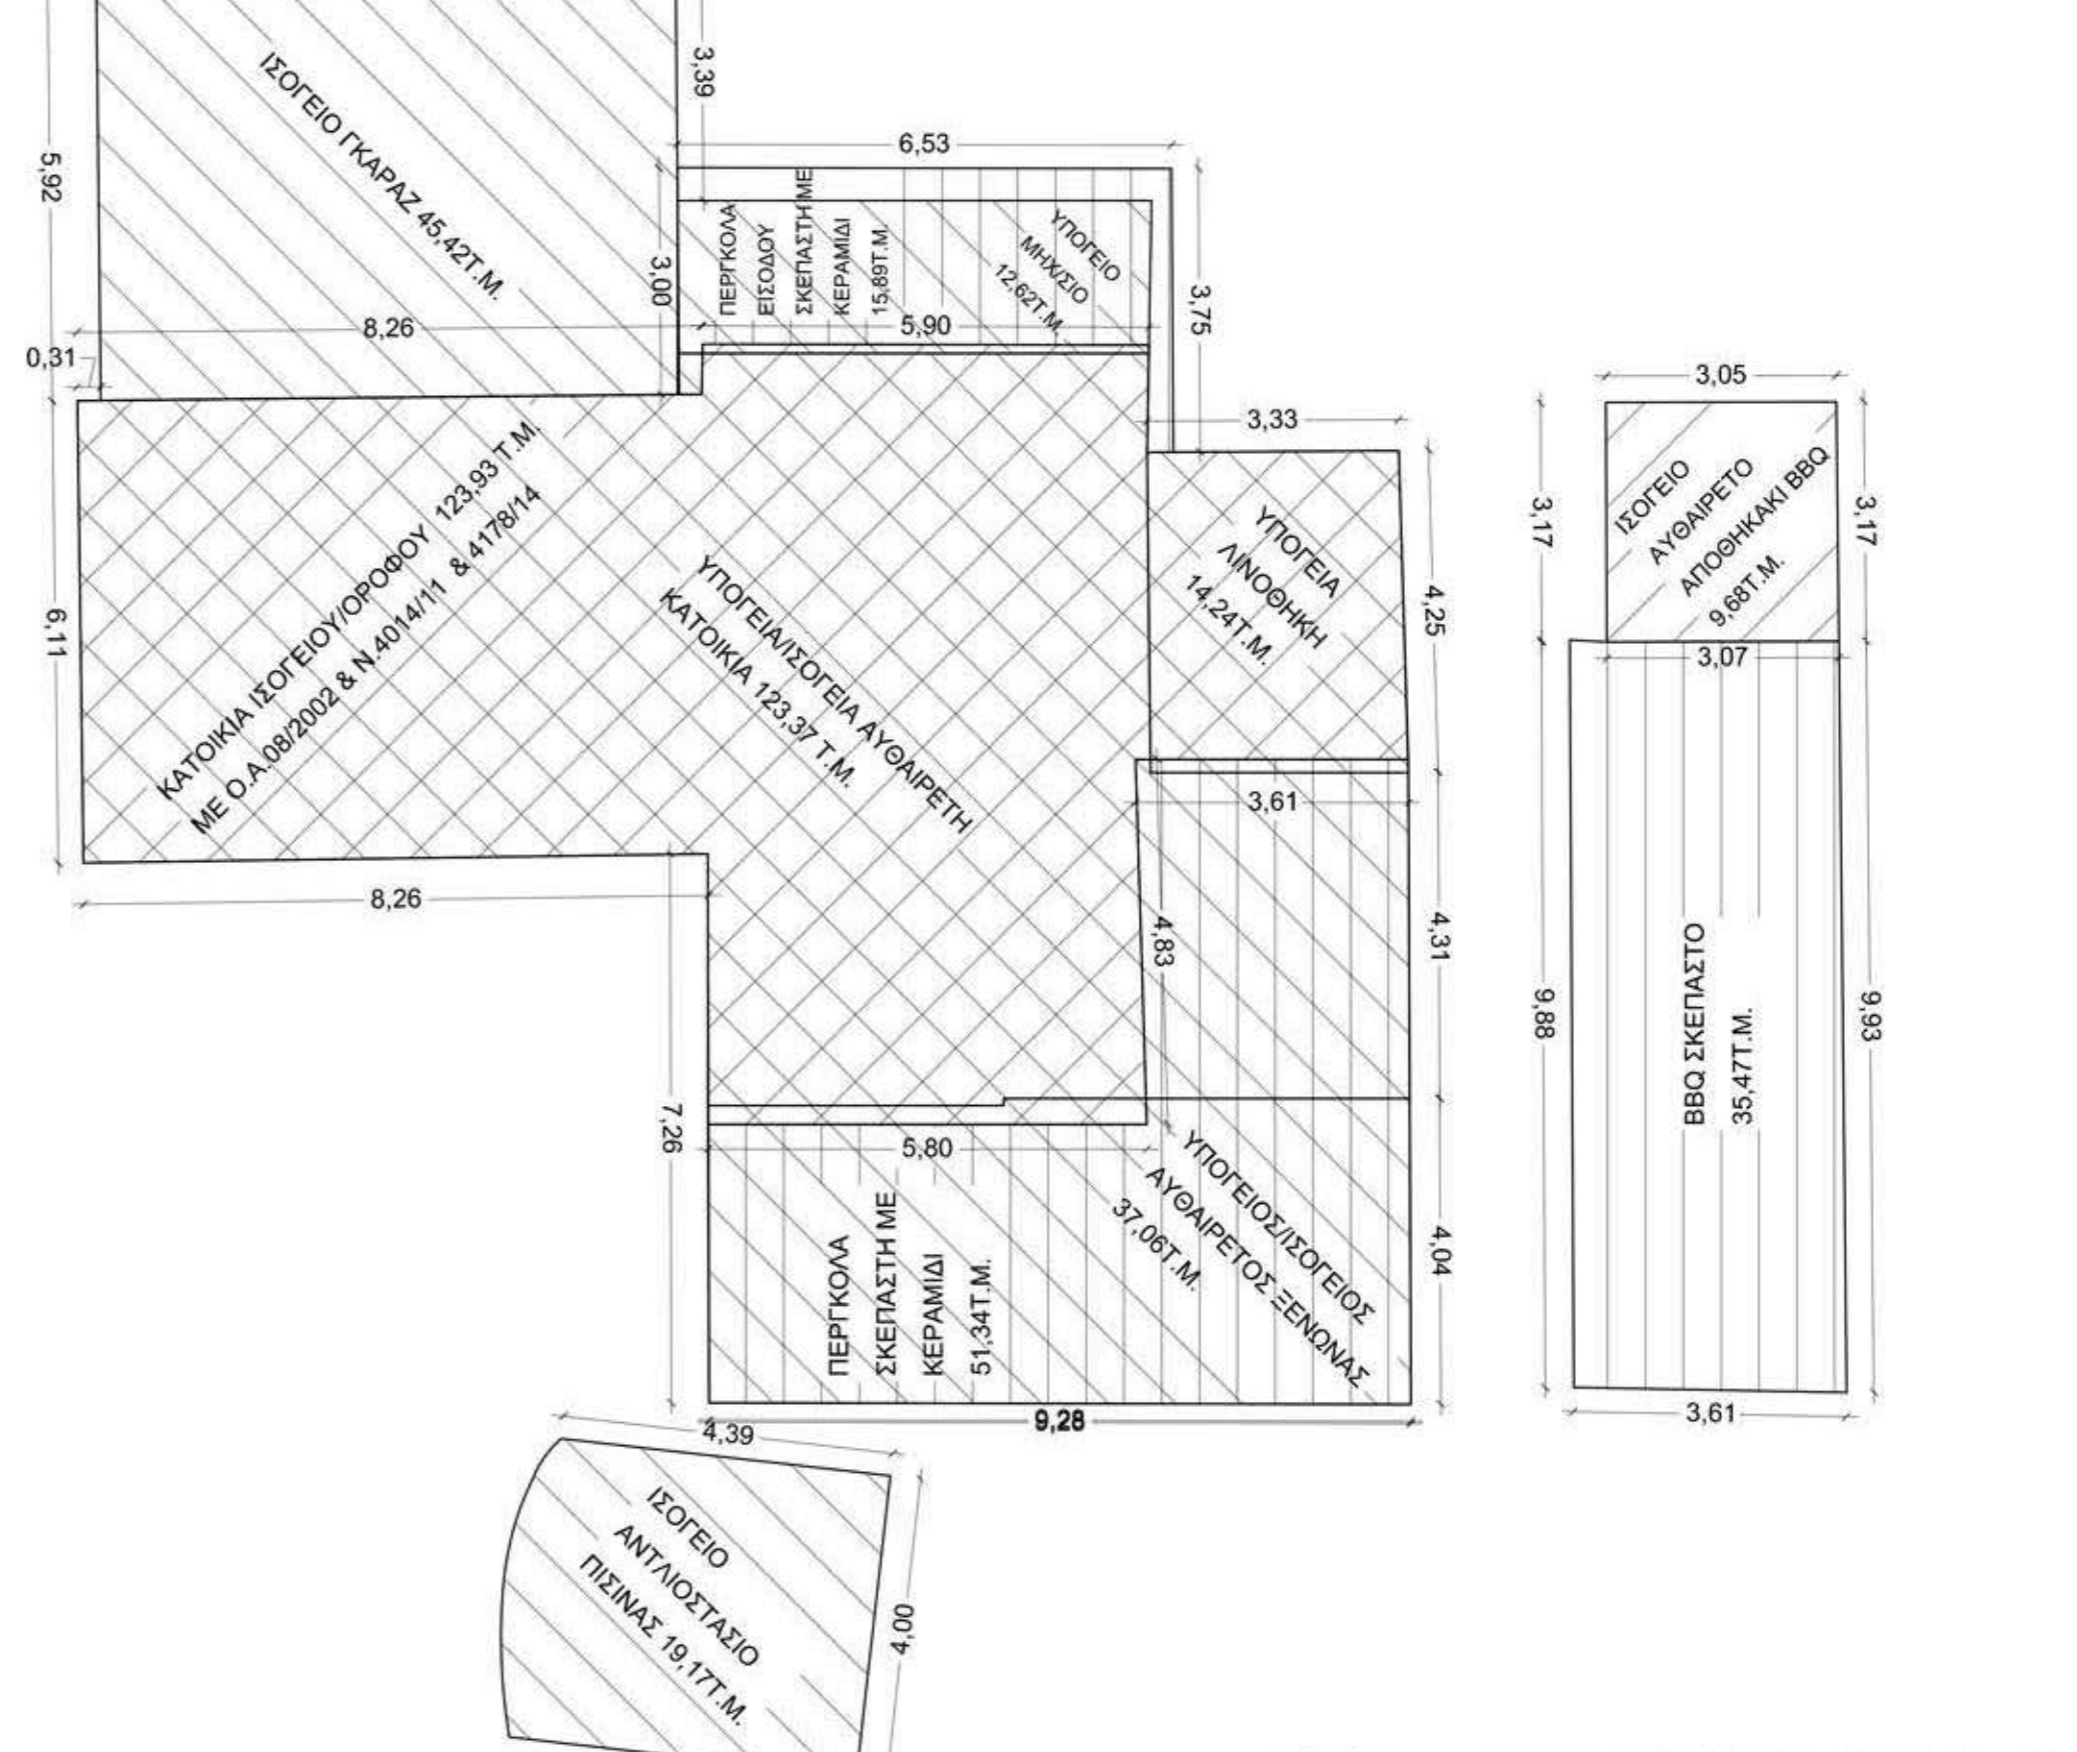 3,39
5,92
ΙΣΟΓΕΙΟ ΓΚΑΡΑΖ 45,42Τ.Μ.
6,53
3,00
ΠΕΡΓΚΟΛΑ
ΕΙΣΟΔΟΥ
ΣΚΕΠΑΣΤΗ ΜΕ
ΚΕΡΑΜΙΔΙ
15,89Τ.Μ.
ΥΠΟΓΕΙΟ
ΜΗΧ/ΣΙΟ
12,62Τ.Μ.
3,75
8,26
5,90
0,31
3,33
6,11
ΚΑΤΟΙΚΙΑ ΙΣΟΓΕΙΟΥ/ΟΡΟΦΟΥ 123,93 Τ.Μ.
ΜΕ Ο.Α.08/2002 & Ν.4014/11 & 4178/14
ΥΠΟΓΕΙΑ/ΙΣΟΓΕΙΑ ΑΥΘΑΙΡΕΤΗ
ΚΑΤΟΙΚΙΑ 123,37 Τ.Μ.
ΥΠΟΓΕΙΑ
ΛΙΝΟΘΗΚΗ
14,24Τ.Μ.
4,25
3,61
8,26
4,83
4,31
7,26
5,80
ΠΕΡΓΚΟΛΑ
ΣΚΕΠΑΣΤΗ ΜΕ
ΚΕΡΑΜΙΔΙ
51,34Τ.Μ.
ΥΠΟΓΕΙΟΣ/ΙΣΟΓΕΙΟΣ
ΑΥΘΑΙΡΕΤΟΣ ΞΕΝΩΝΑΣ
37,06Τ.Μ.
4,04
9,28
3,05
3,17
ΙΣΟΓΕΙΟ
ΑΥΘΑΙΡΕΤΟ
ΑΠΟΘΗΚΑΚΙ BBQ
9,68Τ.Μ.
3,17
3,07
9,88
BBQ ΣΚΕΠΑΣΤΟ
35,47Τ.Μ.
9,93
3,61
4,39
ΙΣΟΓΕΙΟ
ΑΝΤΛΙΟΣΤΑΣΙΟ
ΠΙΣΙΝΑΣ 19,17Τ.Μ.
4,00